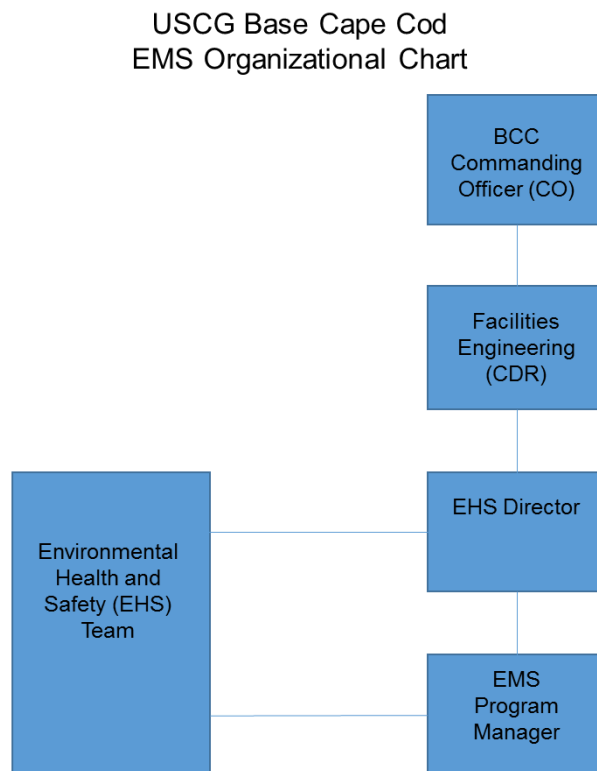 USCG Base Cape Cod
EMS Organizational Chart
BCC
Commanding
Officer (CO)
Facilities
Engineering
(CDR)
EHS Director
Environmental
Health and
Safety (EHS)
Team
EMS
Program
Manager